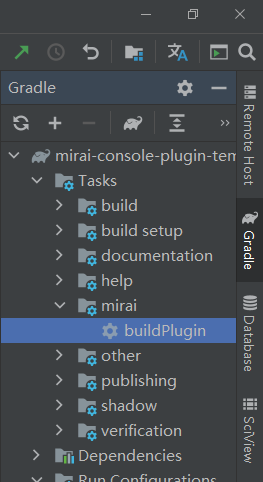 Gradle
mirai-console-plugin-tem
Tasks
build
build setup
documentation
help
mirai
buildPlugin
other
publishing
shadow
verification
Dependencies
Run Configurations
Remote Host
Gradle
Database
SciView